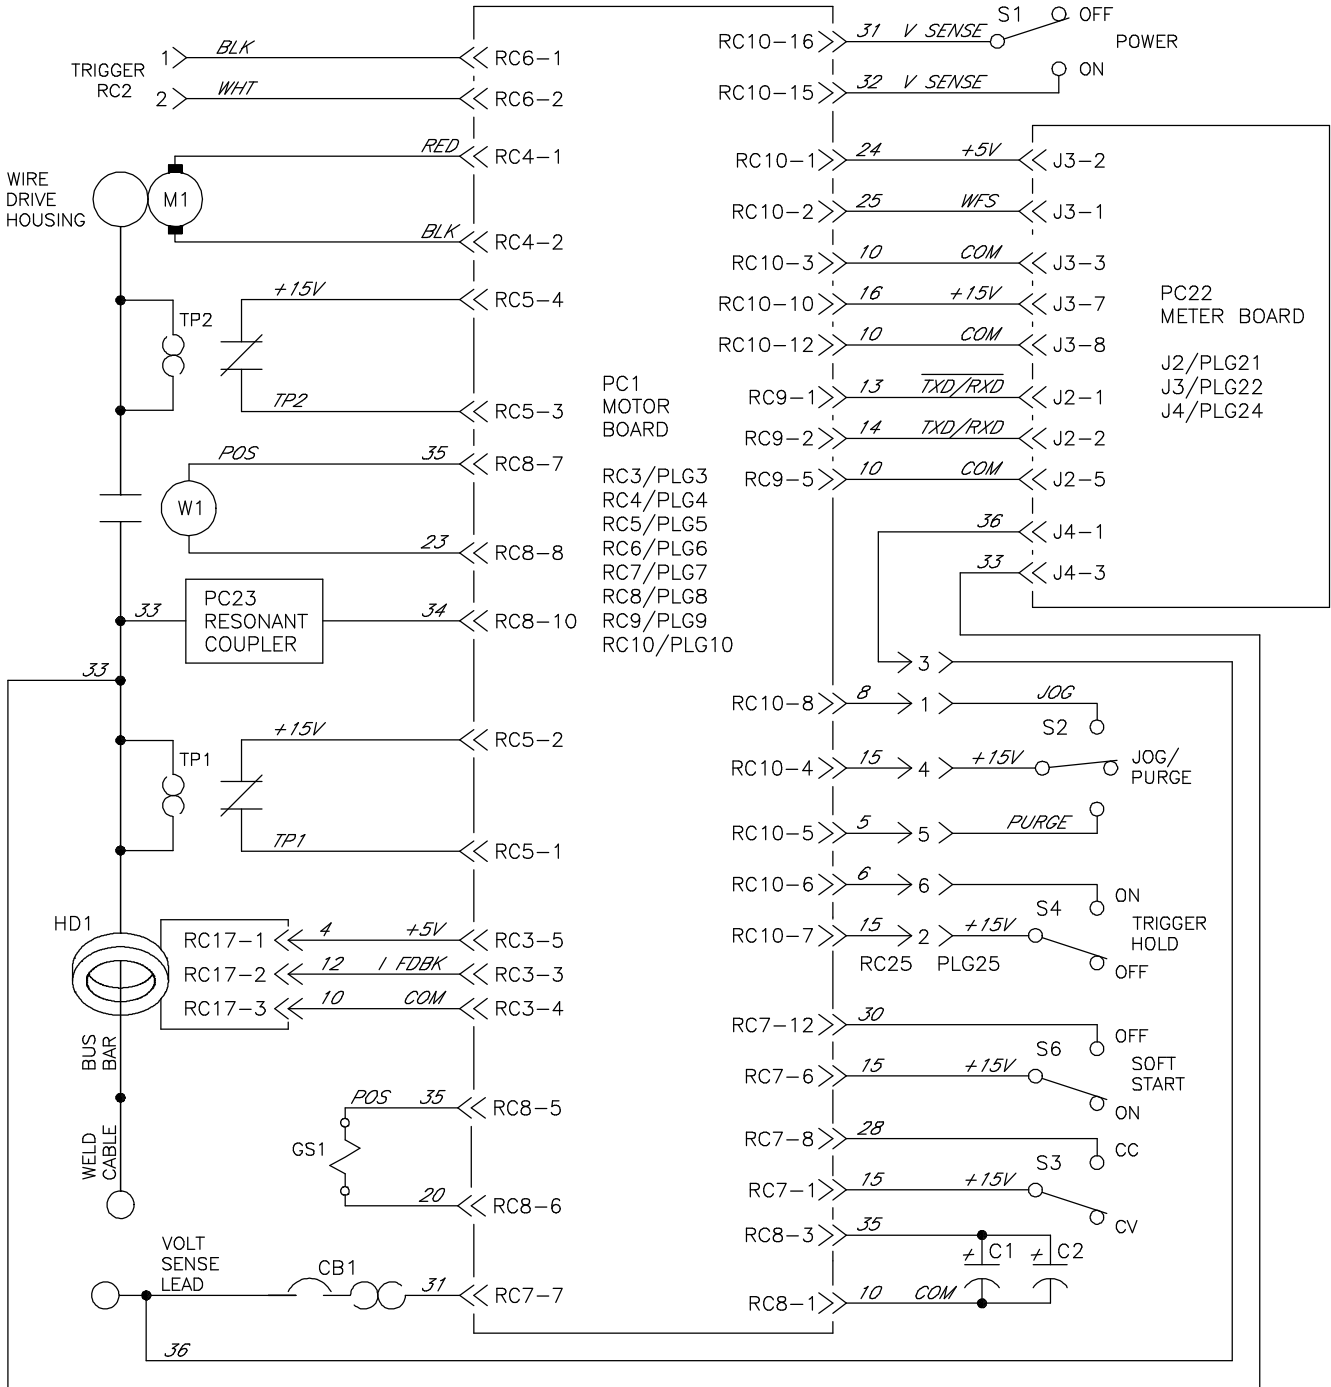 TRIGGER
RC2
1 BLK RC6-1
2 WHT RC6-2
RED RC4-1
WIRE
DRIVE
HOUSING
M1
BLK RC4-2
+15V RC5-4
TP2
TP2 RC5-3
POS 35 RC8-7
W1
23 RC8-8
33
PC23
RESONANT
COUPLER
34 RC8-10
33
+15V RC5-2
TP1
TP1 RC5-1
HD1
RC17-1 4 +5V RC3-5
RC17-2 12 I FDBK RC3-3
RC17-3 10 COM RC3-4
BUS
BAR
WELD
CABLE
POS 35 RC8-5
GS1
20 RC8-6
VOLT
SENSE
LEAD
CB1
31 RC7-7
36
PC1
MOTOR
BOARD
RC3/PLG3
RC4/PLG4
RC5/PLG5
RC6/PLG6
RC7/PLG7
RC8/PLG8
RC9/PLG9
RC10/PLG10
RC10-16 31 V SENSE S1 OFF
POWER
RC10-15 32 V SENSE ON
RC10-1 24 +5V J3-2
RC10-2 25 WFS J3-1
RC10-3 10 COM J3-3
RC10-10 16 +15V J3-7
RC10-12 10 COM J3-8
RC9-1 13 TXD/RXD J2-1
RC9-2 14 TXD/RXD J2-2
RC9-5 10 COM J2-5
36 J4-1
33 J4-3
PC22
METER BOARD
J2/PLG21
J3/PLG22
J4/PLG24
3
RC10-8 8 1 JOG
S2
RC10-4 15 4 +15V
JOG/
PURGE
RC10-5 5 5 PURGE
RC10-6 6 6 ON
S4
TRIGGER
HOLD
RC10-7 15 2 +15V
RC25 PLG25 OFF
RC7-12 30 OFF
S6
SOFT
START
RC7-6 15 +15V
ON
RC7-8 28 CC
S3
RC7-1 15 +15V
CV
RC8-3 35
+ C1 + C2
RC8-1 10 COM